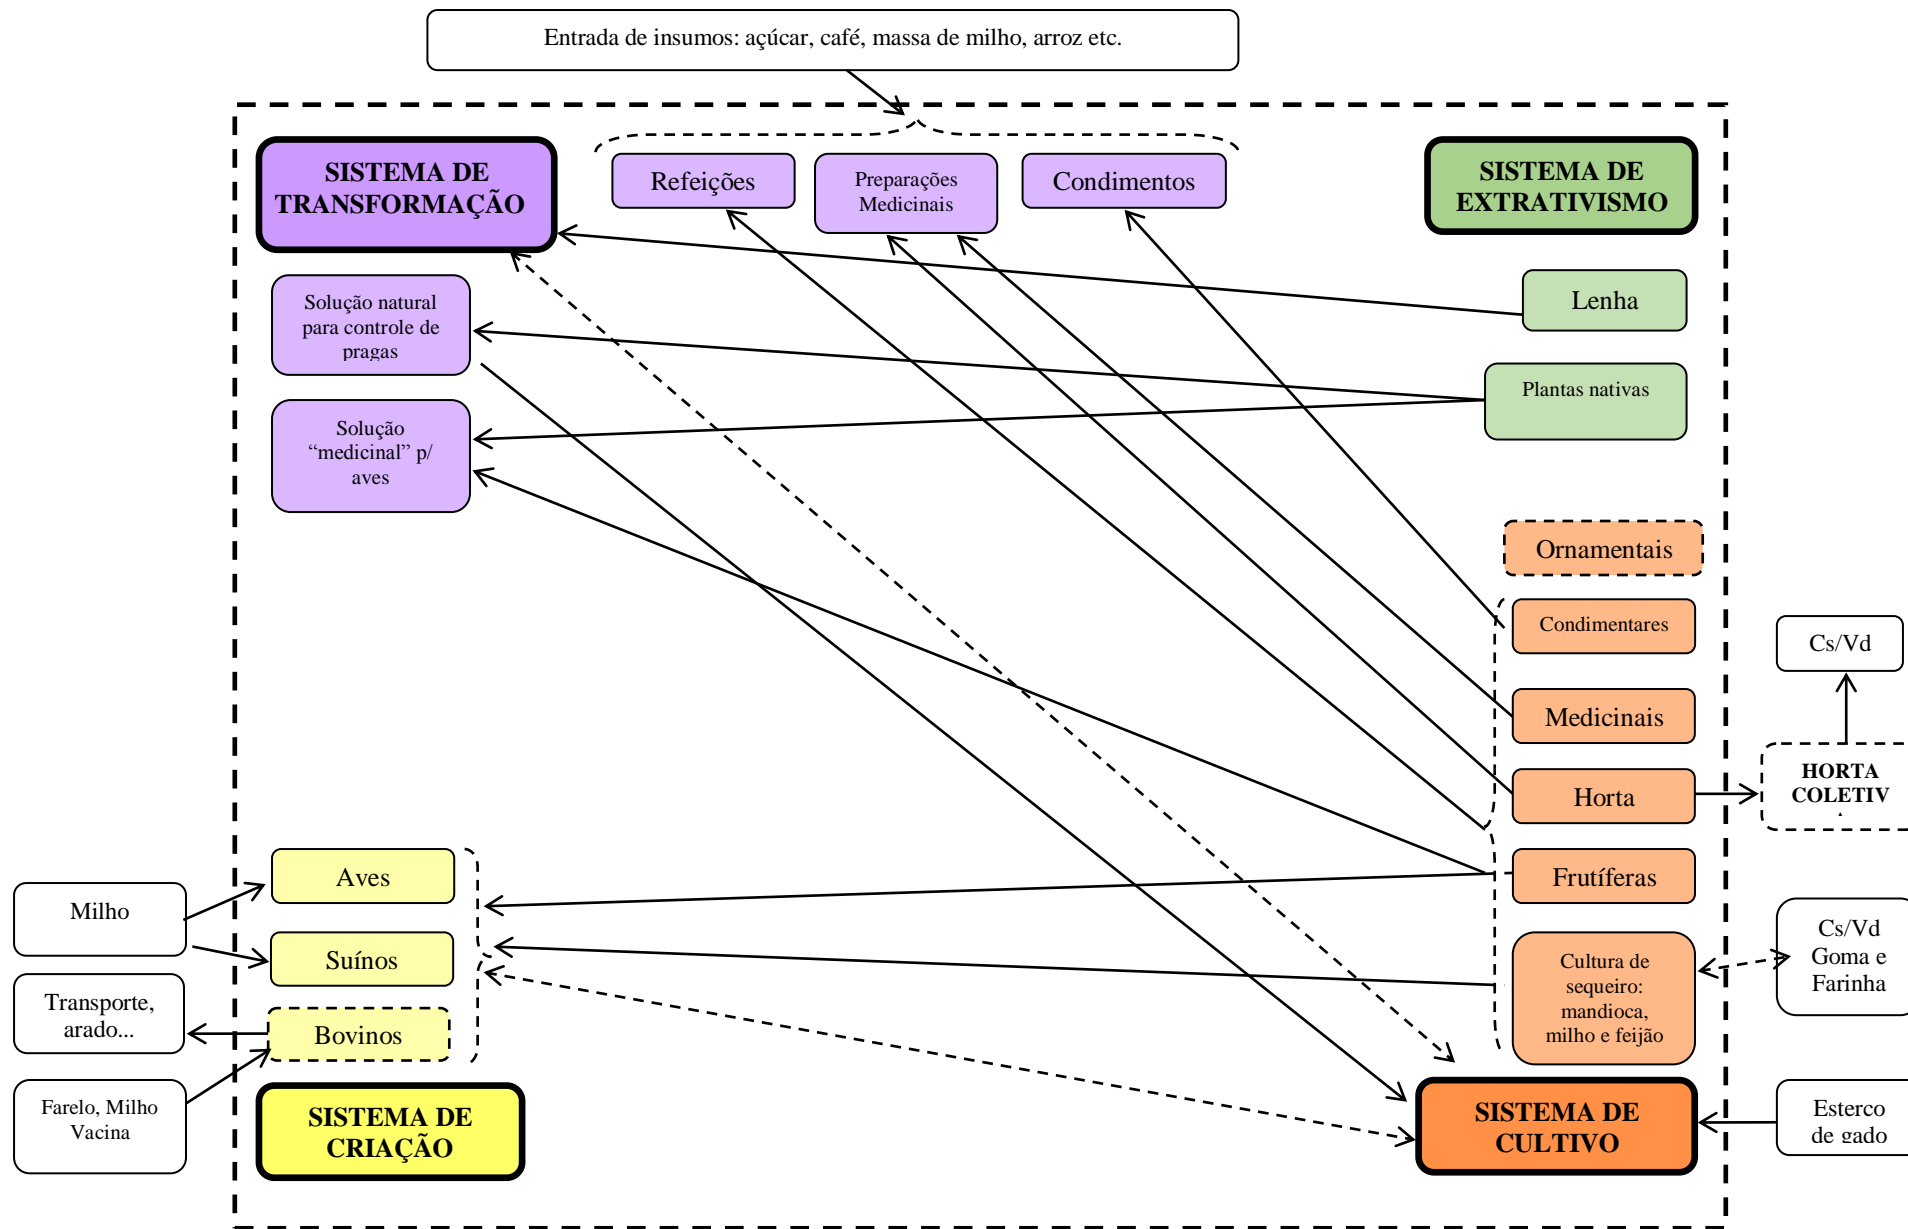 Entrada de insumos: açúcar, café, massa de milho, arroz etc.
SISTEMA DE
TRANSFORMAÇÃO
Refeições
Preparações
Medicinais
Condimentos
SISTEMA DE
EXTRATIVISMO
Solução natural
para controle de
pragas
Lenha
Plantas nativas
Solução
“medicinal” p/
aves
Ornamentais
Condimentares
Cs/Vd
Medicinais
Horta
HORTA
COLETIV
Aves
Frutíferas
Milho
Suínos
Cultura de
sequeiro:
mandioca,
milho e feijão
Cs/Vd
Goma e
Farinha
Transporte,
arado...
Bovinos
Farelo, Milho
Vacina
SISTEMA DE
CRIAÇÃO
SISTEMA DE
CULTIVO
Esterco
de gado